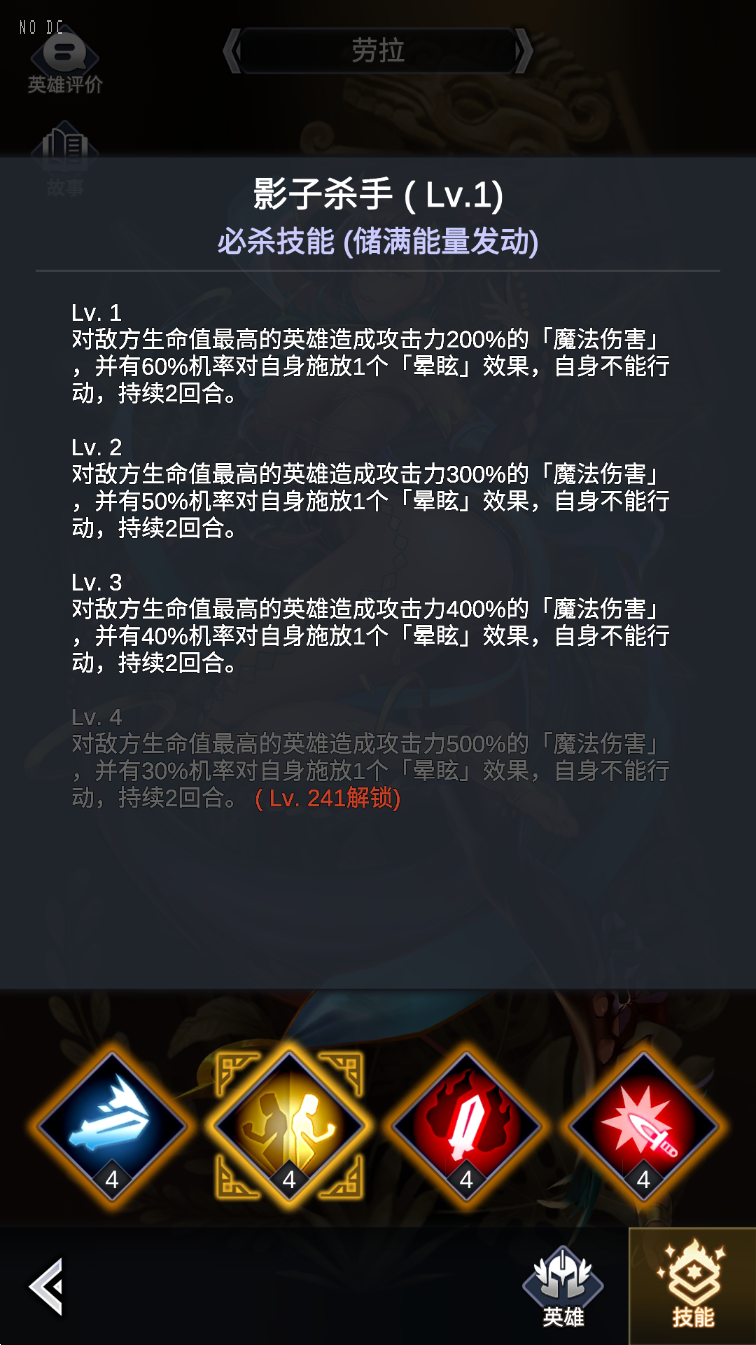 NO DC
劳拉
英雄评价
故事
影子杀手 ( Lv.1)
必杀技能 (储满能量发动)
Lv. 1
对敌方生命值最高的英雄造成攻击力200%的「魔法伤害」
，并有60%机率对自身施放1个「晕眩」效果，自身不能行
动，持续2回合。
Lv. 2
对敌方生命值最高的英雄造成攻击力300%的「魔法伤害」
，并有50%机率对自身施放1个「晕眩」效果，自身不能行
动，持续2回合。
Lv. 3
对敌方生命值最高的英雄造成攻击力400%的「魔法伤害」
，并有40%机率对自身施放1个「晕眩」效果，自身不能行
动，持续2回合。
Lv. 4
对敌方生命值最高的英雄造成攻击力500%的「魔法伤害」
，并有30%机率对自身施放1个「晕眩」效果，自身不能行
动，持续2回合。 ( Lv. 241解锁)
4 4 4 4
英雄 技能